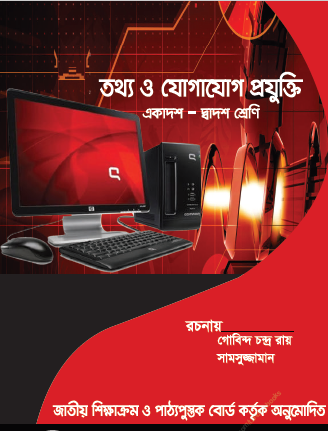 তথ্য ও যোগাযোগ প্রযুক্তি
একাদশ – দ্বাদশ শ্রেণি
রচনায়
গোবিন্দ চন্দ্র রায়
সামসুজ্জামান
জাতীয় শিক্ষাক্রম ও পাঠ্যপুস্তক বোর্ড কর্তৃক অনুমোদিত